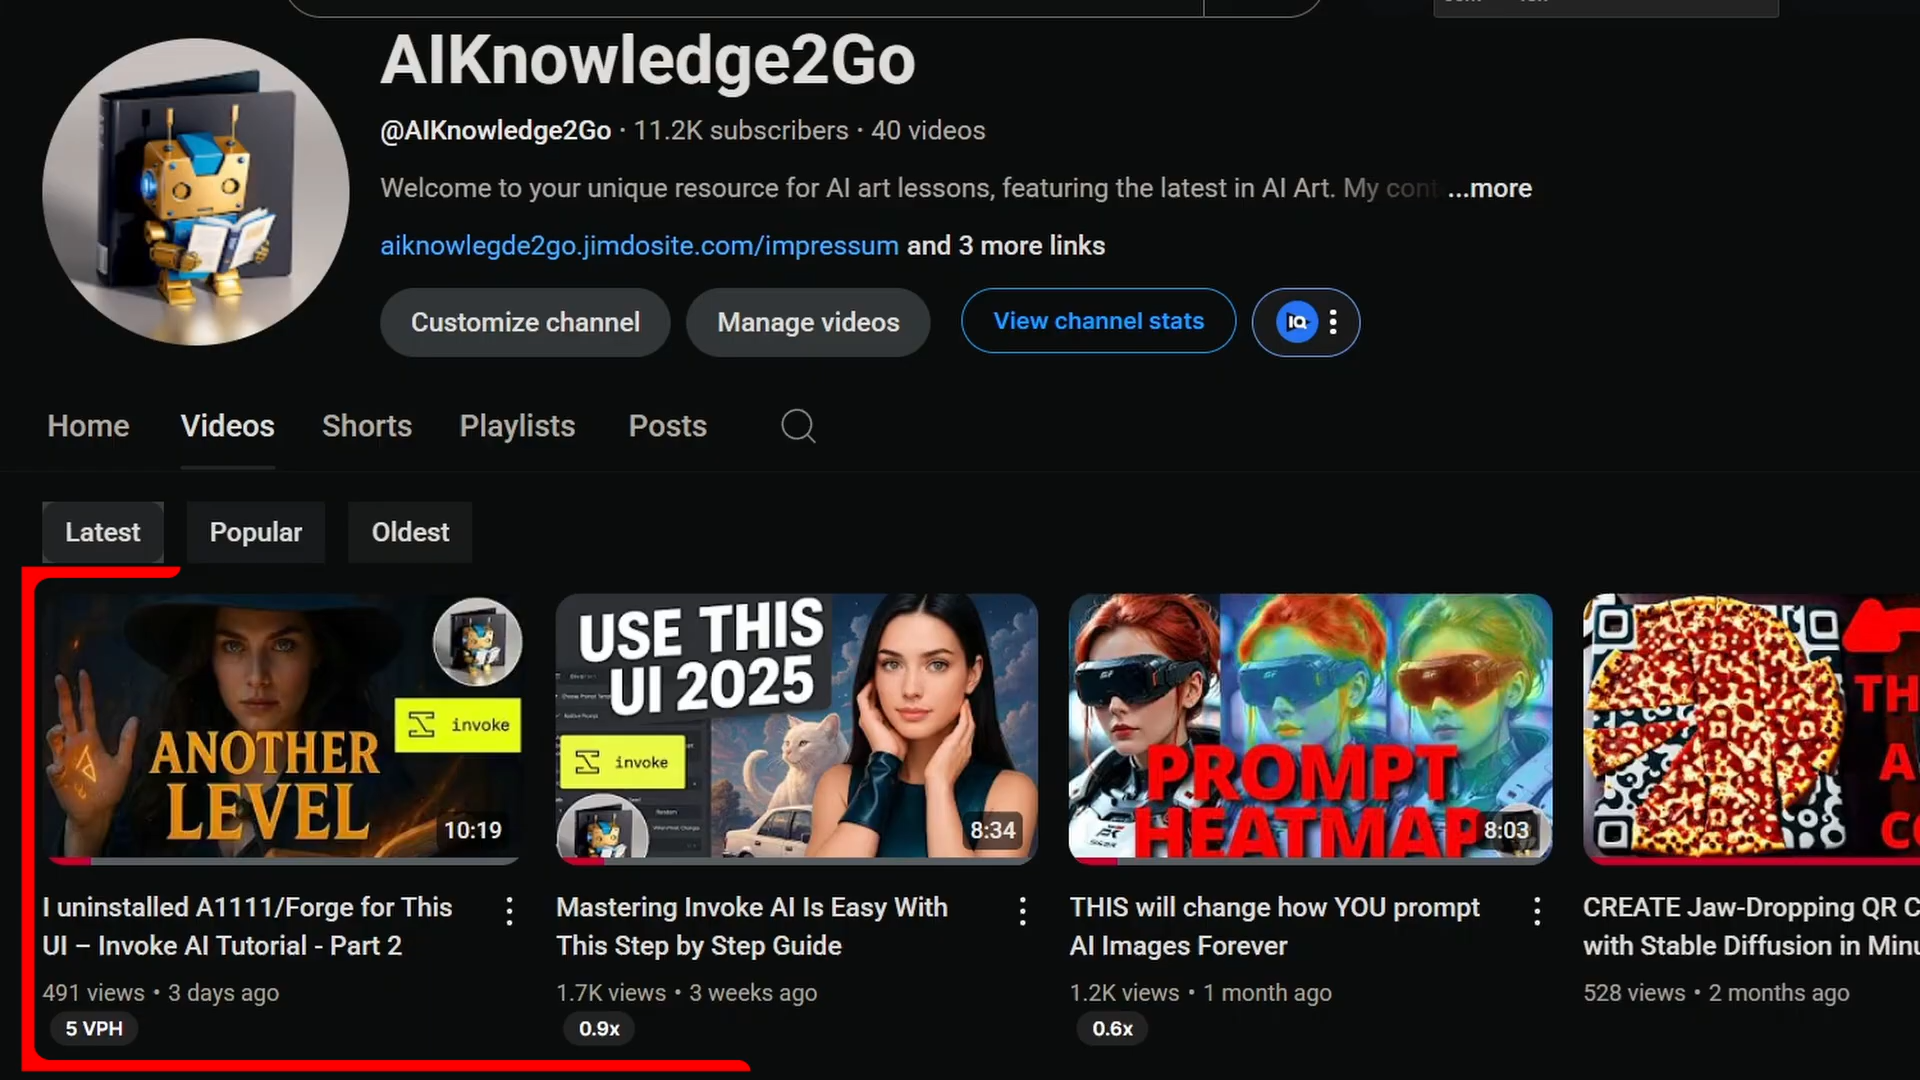 AIKnowledge2Go
@AIKnowledge2Go · 11.2K subscribers · 40 videos
Welcome to your unique resource for AI art lessons, featuring the latest in AI Art. My cont ...more
aiknowlegde2go.jimdosite.com/impressum and 3 more links
Customize channel
Manage videos
View channel stats
IQ
Home
Videos
Shorts
Playlists
Posts
Latest
Popular
Oldest
ANOTHER
LEVEL
invoke
10:19
USE THIS
UI 2025
invoke
8:34
PROMPT
HEATMAP
8:03
TH
A
CO
I uninstalled A1111/Forge for This
UI – Invoke AI Tutorial - Part 2
491 views • 3 days ago
5 VPH
Mastering Invoke AI Is Easy With
This Step by Step Guide
1.7K views • 3 weeks ago
0.9x
THIS will change how YOU prompt
AI Images Forever
1.2K views • 1 month ago
0.6x
CREATE Jaw-Dropping QR C
with Stable Diffusion in Minu
528 views • 2 months ago